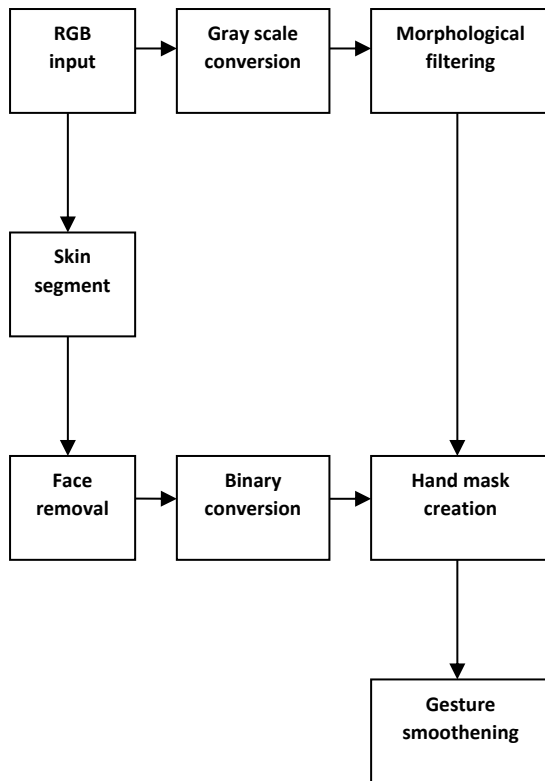 RGB
input
Gray scale
conversion
Morphological
filtering
Skin
segment
Face
removal
Binary
conversion
Hand mask
creation
Gesture
smoothening